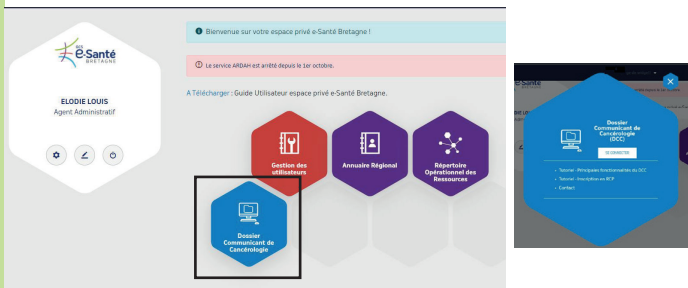 e-Santé
BRETAGNE
ELODIE LOUIS
Agent Administratif
Bienvenue sur votre espace privé e-Santé Bretagne !
Le service ARDAH est arrêté depuis le 1er octobre.
A Télécharger : Guide Utilisateur espace privé e-Santé Bretagne.
Gestion des
utilisateurs
Annuaire Régional
Répertoire
Opérationnel des
Ressources
Dossier
Communicant de
Cancérologie
e-Santé
Dossier
Communicant de
Cancérologie
(DCC)
SE CONNECTER
Tutoriel : Principales fonctionnalités du DCC
Tutoriel : Inscription en RCP
Contact